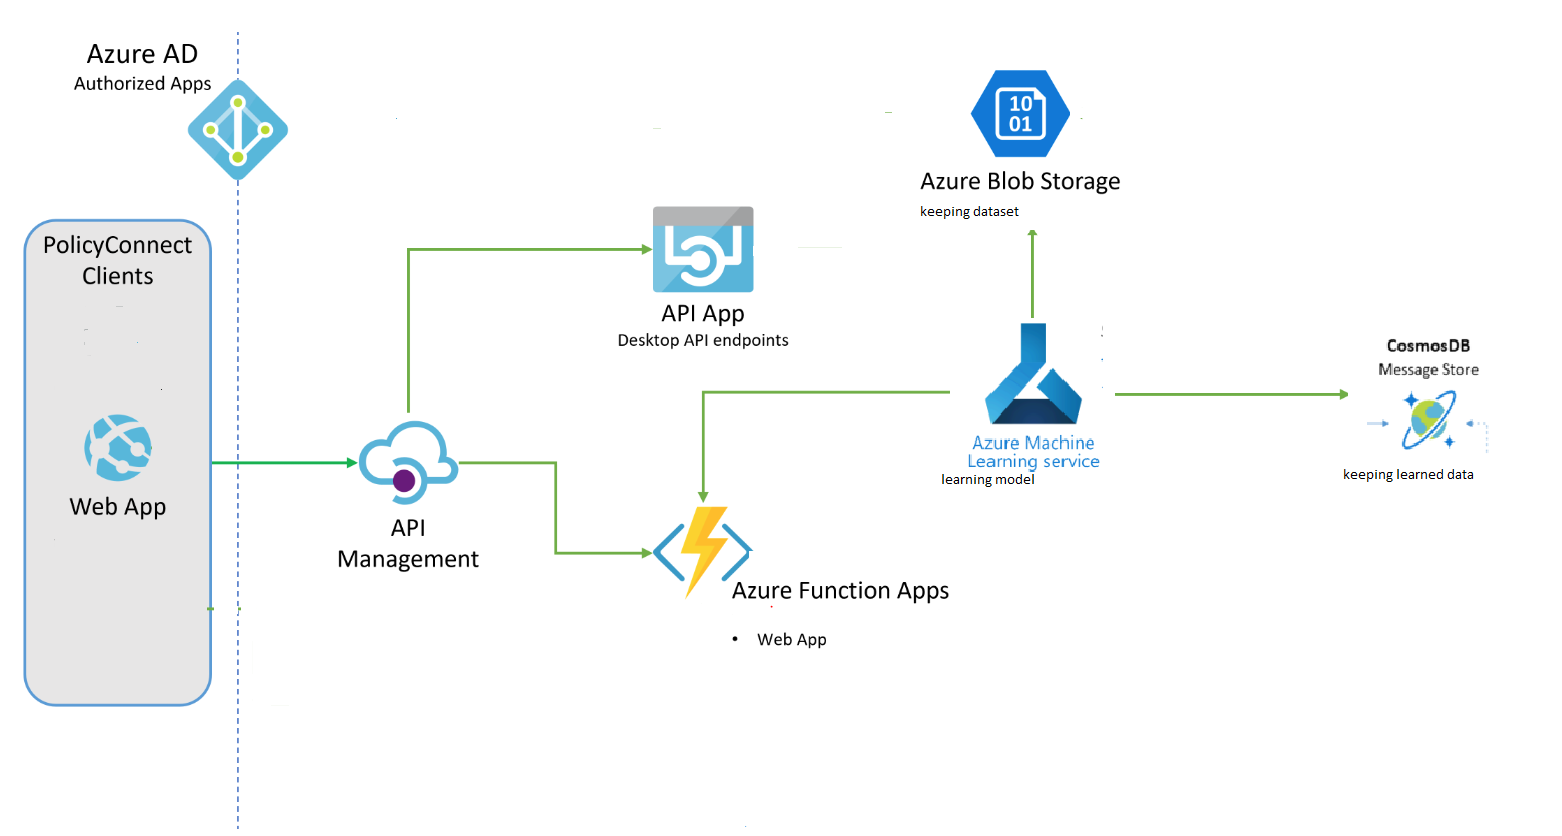 Azure AD
Authorized Apps
PolicyConnect
Clients
Web App
API
Management
API App
Desktop API endpoints
Azure Function Apps
• Web App
10
01
Azure Blob Storage
keeping dataset
Azure Machine
Learning service
learning model
CosmosDB
Message Store
keeping learned data